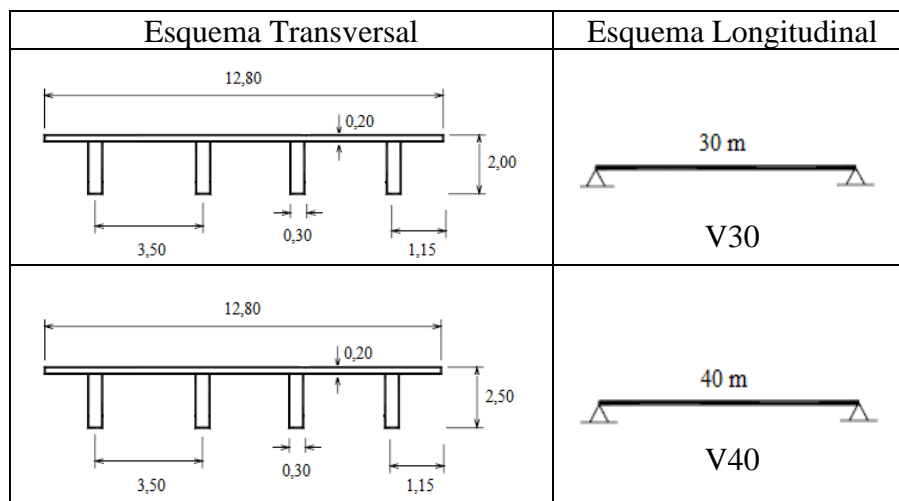 Esquema Transversal
Esquema Longitudinal
12,80
0,20
2,00
3,50
0,30
1,15
30 m
V30
12,80
0,20
2,50
3,50
0,30
1,15
40 m
V40